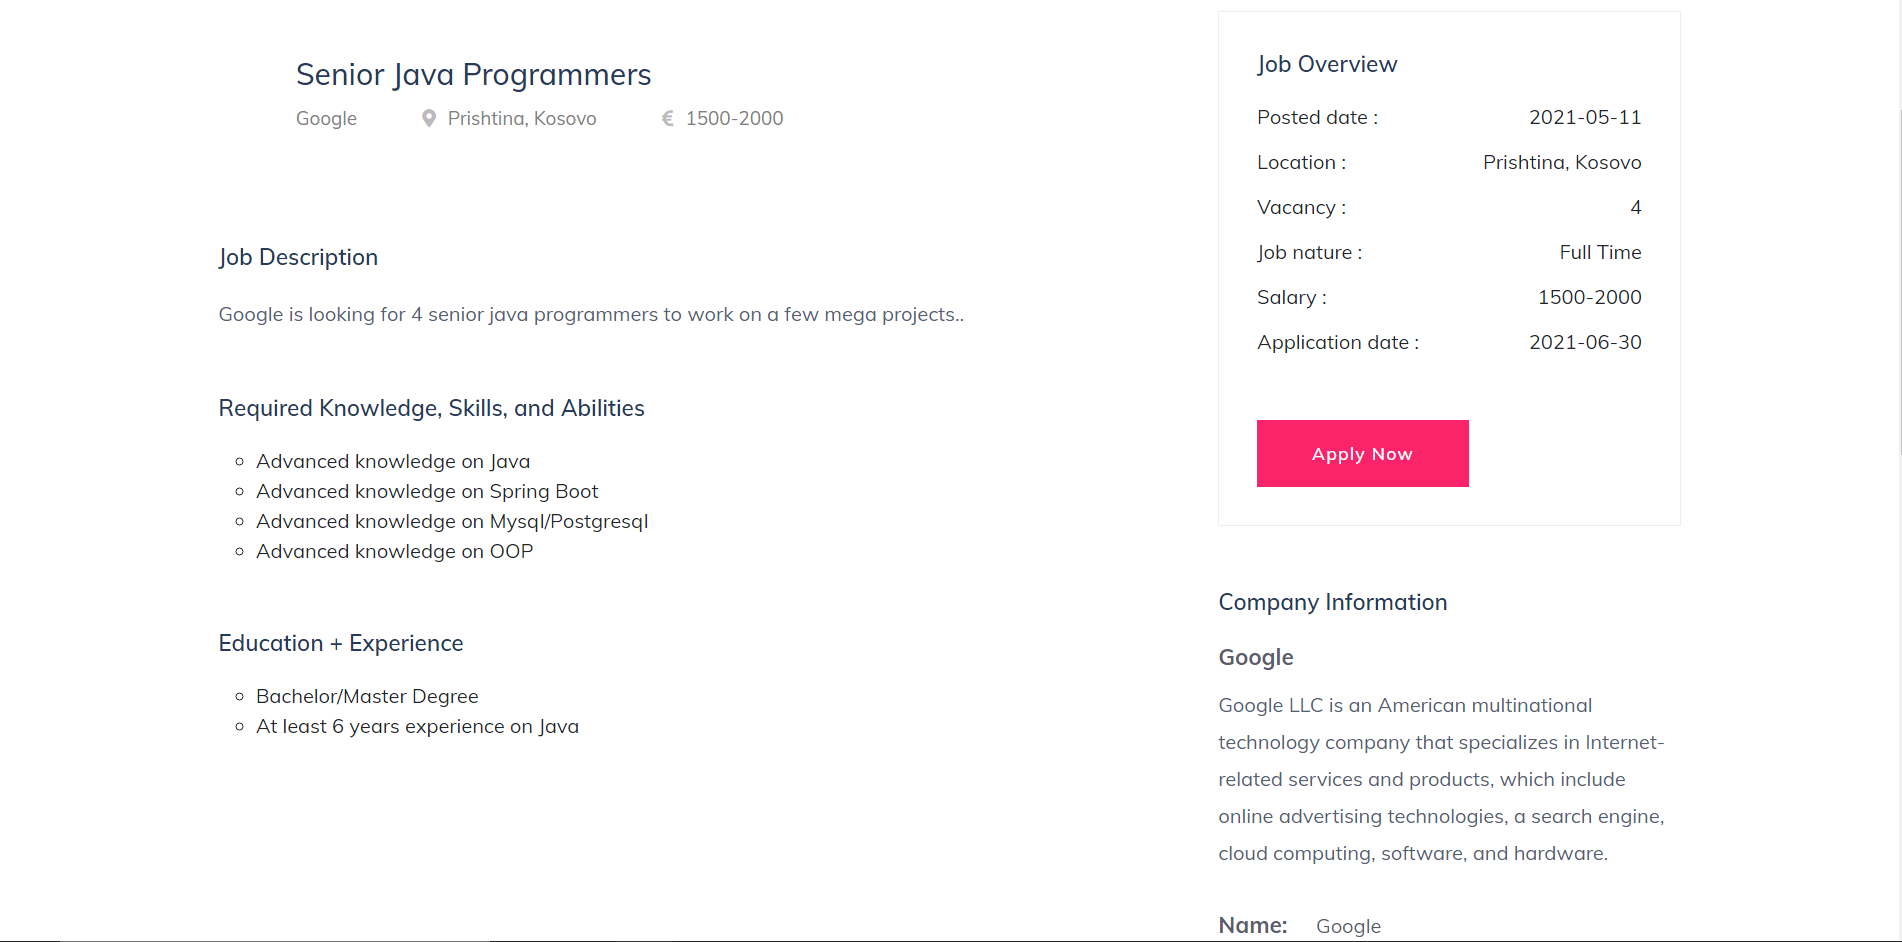 Senior Java Programmers
Google Prishtina, Kosovo € 1500-2000
Job Description
Google is looking for 4 senior java programmers to work on a few mega projects..
Required Knowledge, Skills, and Abilities
Advanced knowledge on Java
Advanced knowledge on Spring Boot
Advanced knowledge on Mysql/Postgresql
Advanced knowledge on OOP
Education + Experience
Bachelor/Master Degree
At least 6 years experience on Java
Job Overview
Posted date : 2021-05-11
Location : Prishtina, Kosovo
Vacancy : 4
Job nature : Full Time
Salary : 1500-2000
Application date : 2021-06-30
Apply Now
Company Information
Google
Google LLC is an American multinational
technology company that specializes in Internet-
related services and products, which include
online advertising technologies, a search engine,
cloud computing, software, and hardware.
Name: Google